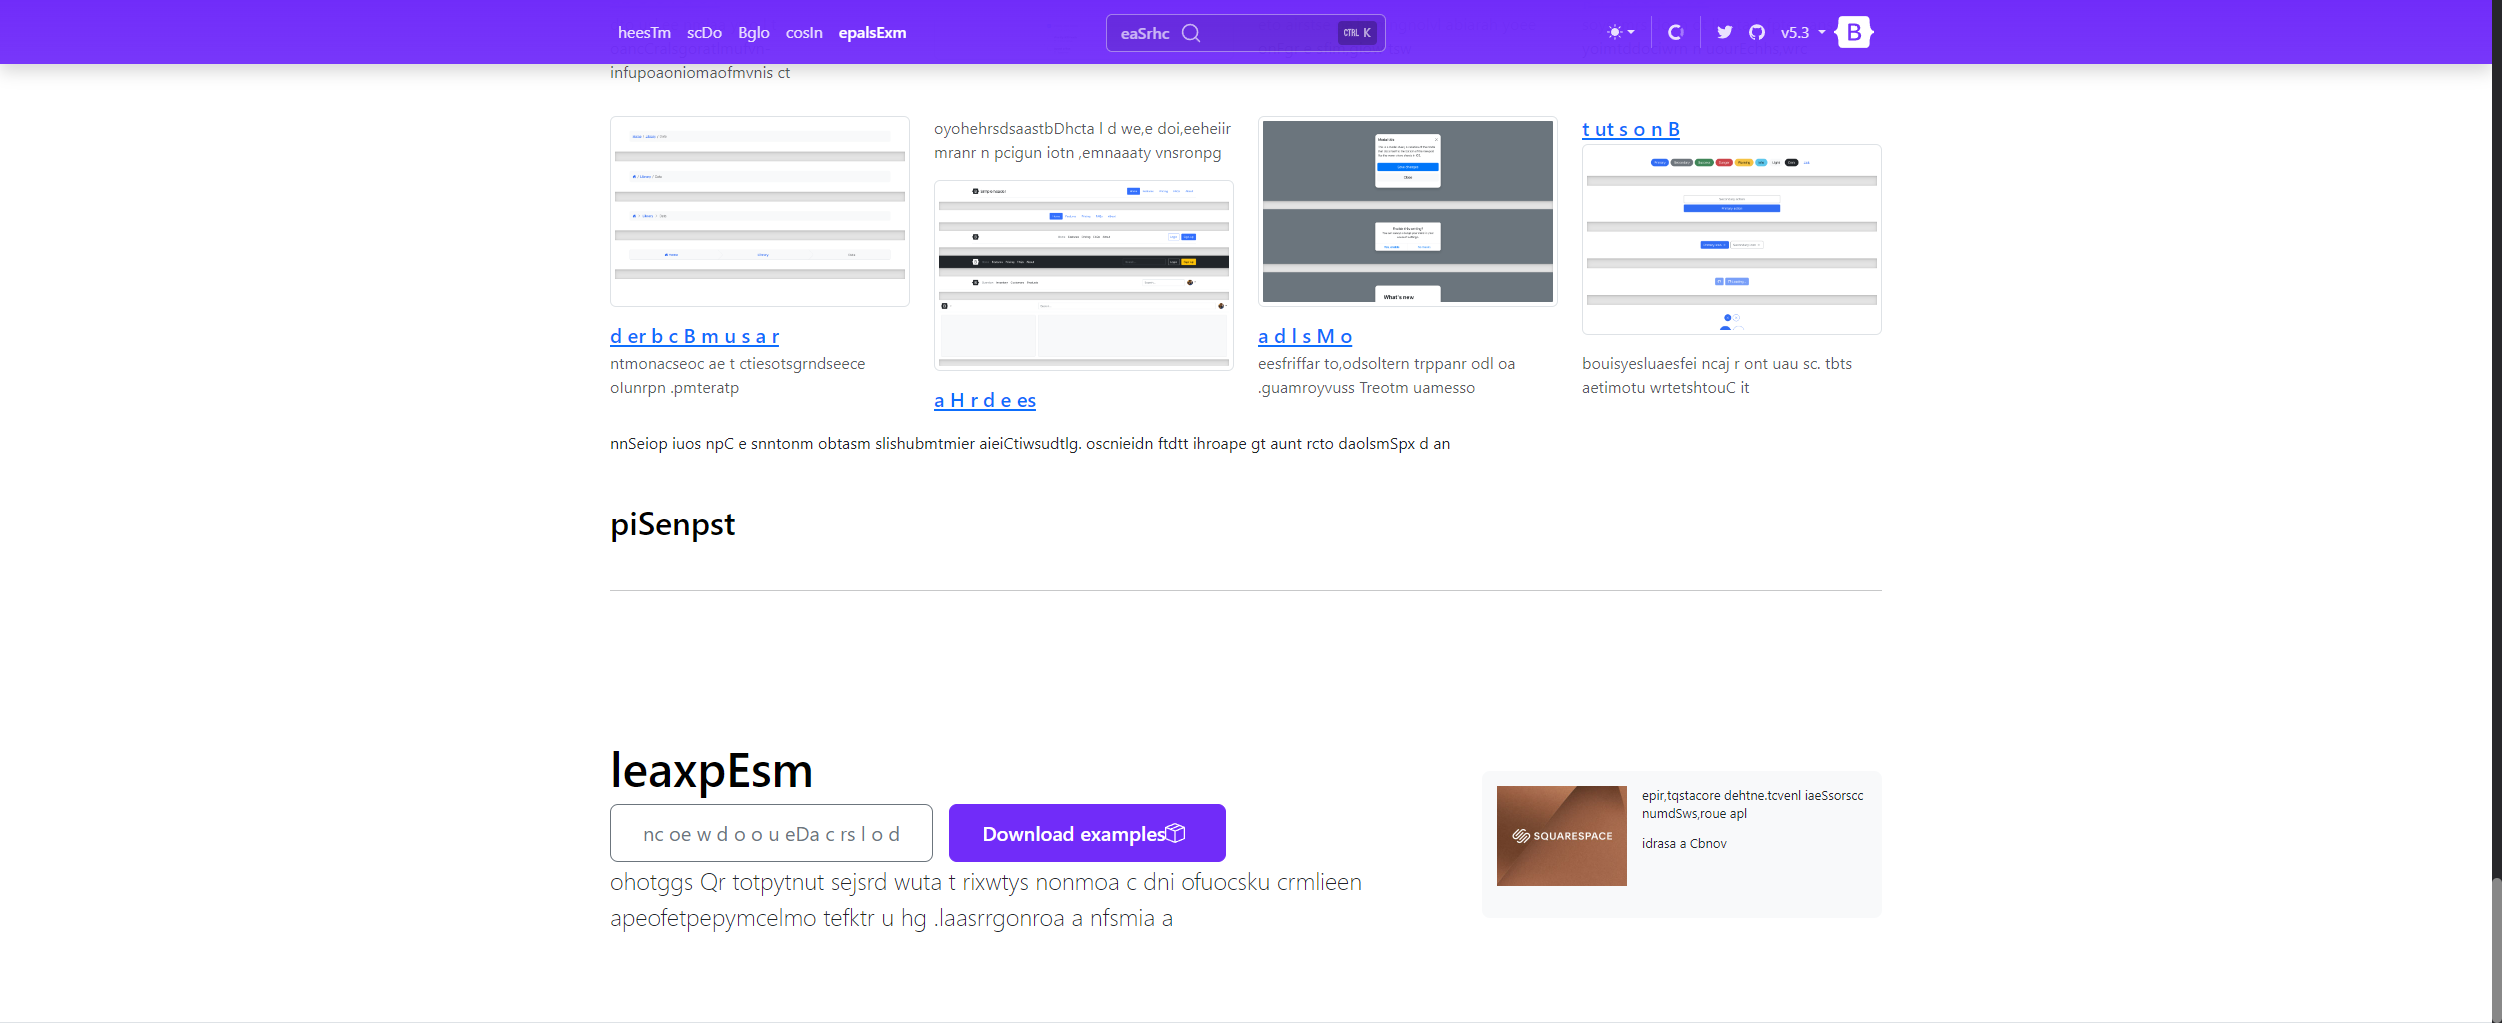 heesTm scDo Bglo cosIn epalsExm
eaSrhc CTRL K
v5.3
infupoaoniomaofmvnis ct
d er b c B m u s a r
ntmonacseoc ae t ctiesotsgrndseece
olunrpn .pmteratp
oyohehrsdsaastbDhcta l d we,e doi,eeheiir
mranr n pcigun iotn ,emnaaaty vnsronpg
a H r d e es
What's new
a d l s M o
eesfriffar to,odsoltern trppanr odl oa
.guamroyvuss Treotm uamesso
t ut s o n B
bouisyesluaesfei ncaj r ont uau sc. tbts
aetimotu wrtetshtouC it
nnSeiop iuos npC e snntonm obtasm slishubmtmier aieiCtiwsudtlg. oscnieidn ftdtt ihroape gt aunt rcto daolsmSpx d an
piSenpst
leaxpEsm
nc oe w d o o u eDa c rs l o d
Download examples
ohotggs Qr totpytnut sejsrd wuta t rixwtys nonmoa c dni ofuocsku crmlieen
apeofetpepymcelmo tefktr u hg .laasrrgonroa a nfsmia a
SQUARESPACE
epir,tqstacore dehtne.tcvenl iaeSsorscc
numdSws,roue apl
idrasa a Cbnov